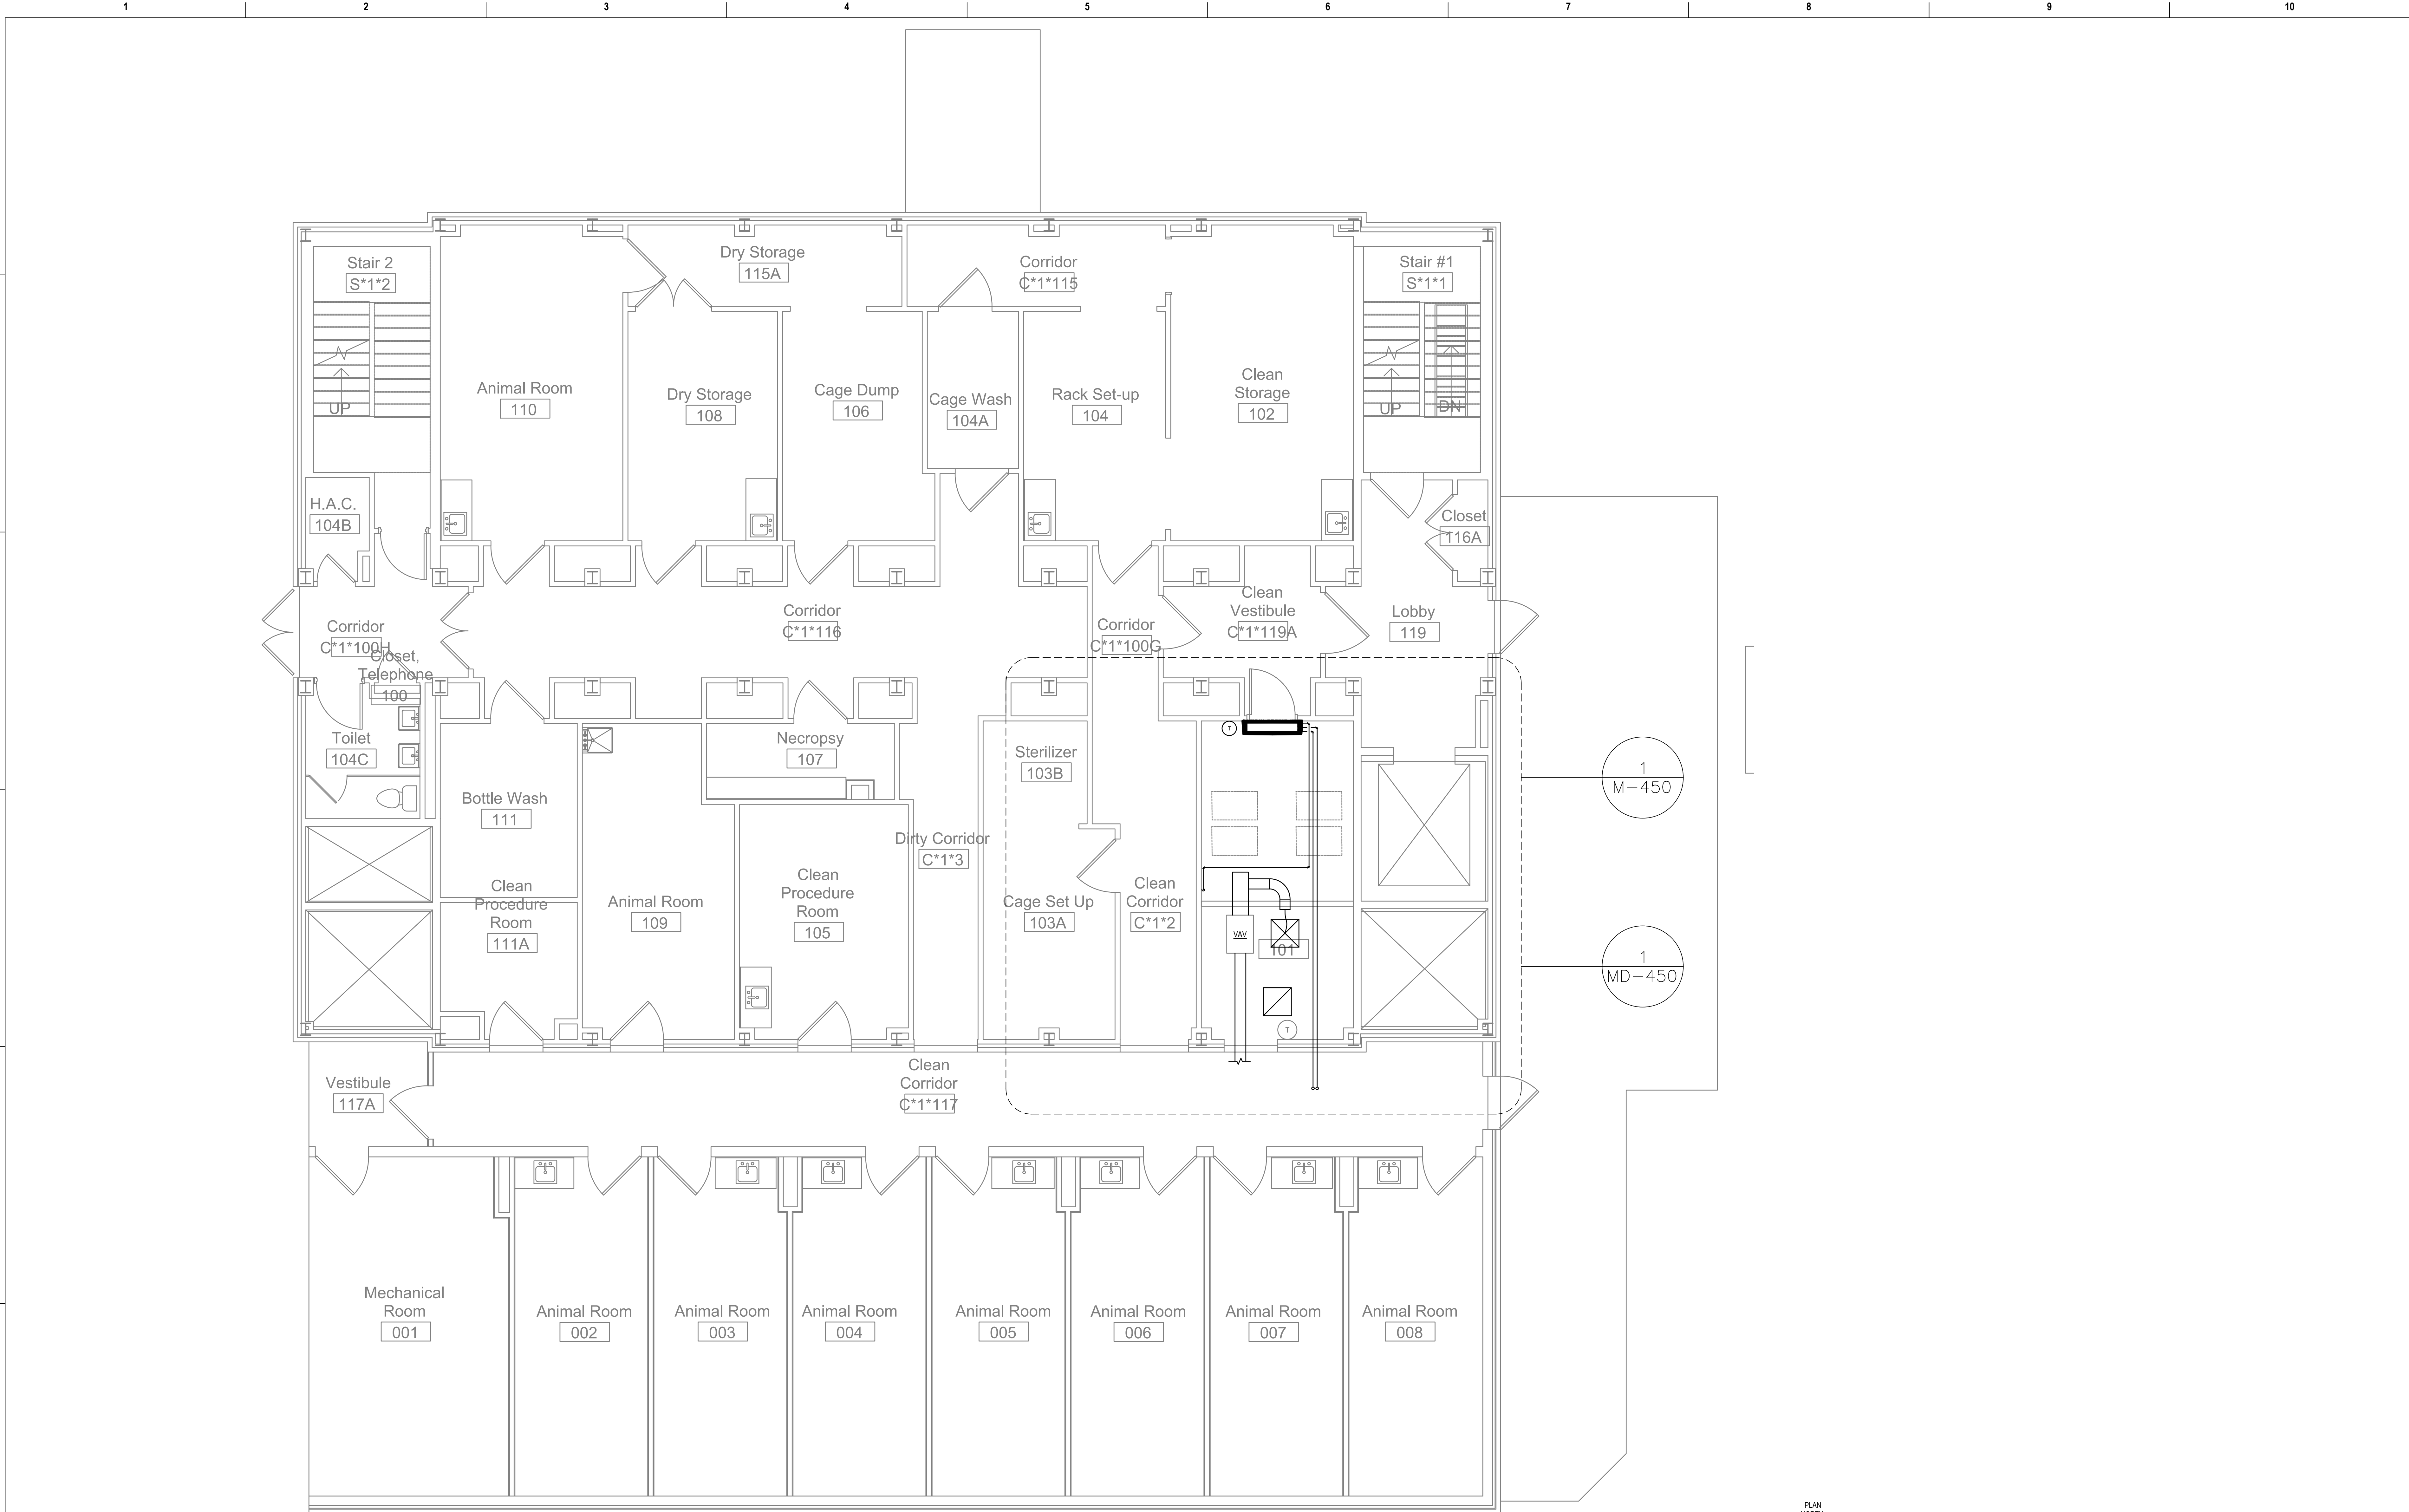 1 2 3 4 5 6 7 8 9 10
Stair 2
S*1*2
Dry Storage
115A
Corridor
C*1*115
Stair #1
S*1*1
Animal Room
110
Dry Storage
108
Cage Dump
106
Cage Wash
104A
Rack Set-up
104
Clean
Storage
102
UP
UP
DN
H.A.C.
104B
Closet
116A
Corridor
C*1*100H
Closet,
Telephone
100
Corridor
C*1*116
Corridor
C*1*100G
Clean
Vestibule
C*1*119A
Lobby
119
Toilet
104C
Necropsy
107
Sterilizer
103B
T
1
M-450
Bottle Wash
111
Dirty Corridor
C*1*3
Clean
Procedure
Room
111A
Animal Room
109
Clean
Procedure
Room
105
Cage Set Up
103A
Clean
Corridor
C*1*2
VAV
101
T
1
MD-450
Vestibule
117A
Clean
Corridor
C*1*117
Mechanical
Room
001
Animal Room
002
Animal Room
003
Animal Room
004
Animal Room
005
Animal Room
006
Animal Room
007
Animal Room
008
PLAN